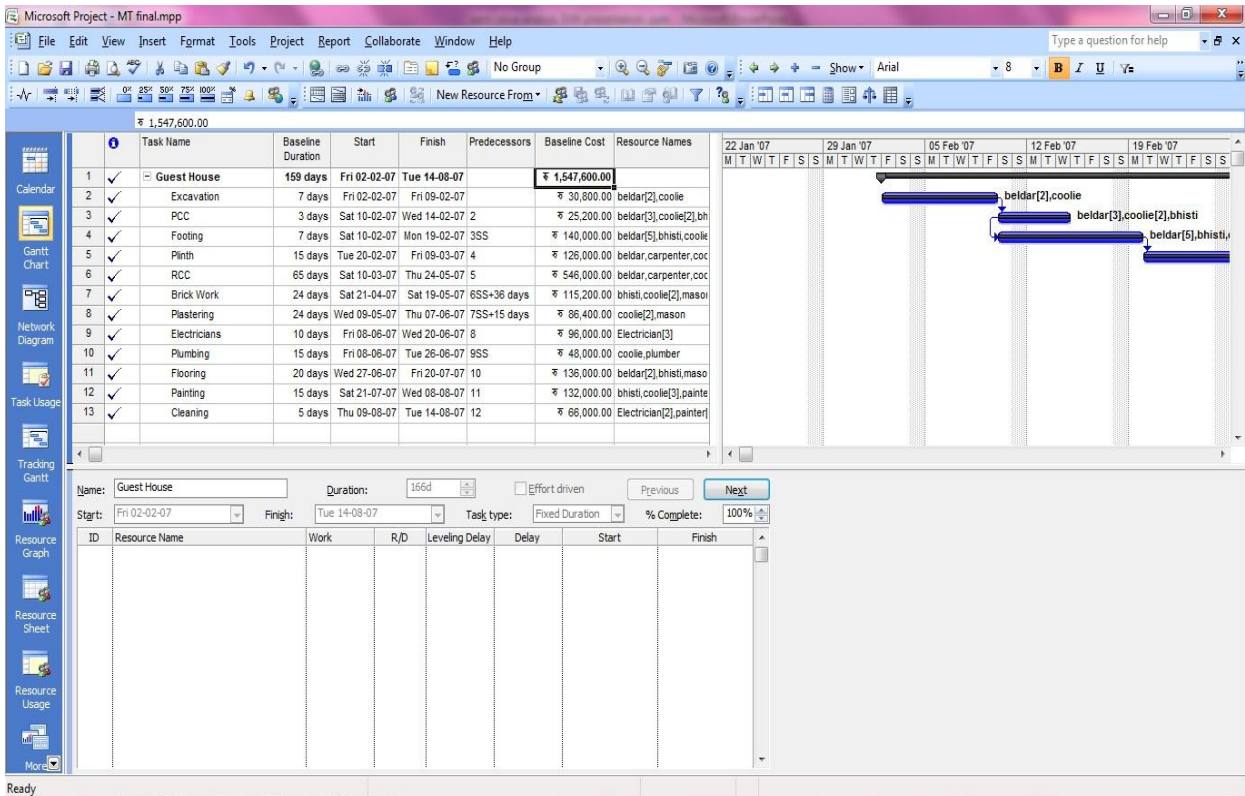 Microsoft Project - MT final.mpp
File Edit View Insert Format Tools Project Report Collaborate Window Help
Type a question for help
No Group
Show
Arial
8
B I U
0% 25% 50% 75% 100%
New Resource From
₹ 1,547,600.00
Task Name Baseline Duration Start Finish Predecessors Baseline Cost Resource Names
1 Guest House 159 days Fri 02-02-07 Tue 14-08-07 ₹ 1,547,600.00
2 Excavation 7 days Fri 02-02-07 Fri 09-02-07 ₹ 30,800.00 beldar[2],coolie
3 PCC 3 days Sat 10-02-07 Wed 14-02-07 2 ₹ 25,200.00 beldar[3],coolie[2],bh
4 Footing 7 days Sat 10-02-07 Mon 19-02-07 3SS ₹ 140,000.00 beldar[5],bhisti,coolie
5 Plinth 15 days Tue 20-02-07 Fri 09-03-07 4 ₹ 126,000.00 beldar,carpenter,coc
6 RCC 65 days Sat 10-03-07 Thu 24-05-07 5 ₹ 546,000.00 beldar,carpenter,coc
7 Brick Work 24 days Sat 21-04-07 Sat 19-05-07 6SS+36 days ₹ 115,200.00 bhisti,coolie[2],mason
8 Plastering 24 days Wed 09-05-07 Thu 07-06-07 7SS+15 days ₹ 86,400.00 coolie[2],mason
9 Electricians 10 days Fri 08-06-07 Wed 20-06-07 8 ₹ 96,000.00 Electrician[3]
10 Plumbing 15 days Fri 08-06-07 Tue 26-06-07 9SS ₹ 48,000.00 coolie,plumber
11 Flooring 20 days Wed 27-06-07 Fri 20-07-07 10 ₹ 136,000.00 beldar[2],bhisti,maso
12 Painting 15 days Sat 21-07-07 Wed 08-08-07 11 ₹ 132,000.00 bhisti,coolie[3],painte
13 Cleaning 5 days Thu 09-08-07 Tue 14-08-07 12 ₹ 66,000.00 Electrician[2],painter[
22 Jan '07 29 Jan '07 05 Feb '07 12 Feb '07 19 Feb '07
M T W T F S S M T W T F S S M T W T F S S M T W T F S S M T W T F S S
beldar[2],coolie
beldar[3],coolie[2],bhisti
beldar[5],bhisti,
Calendar
Gantt Chart
Network Diagram
Task Usage
Tracking Gantt
Resource Graph
Resource Sheet
Resource Usage
More
Name: Guest House Duration: 166d Effort driven Previous Next
Start: Fri 02-02-07 Finish: Tue 14-08-07 Task type: Fixed Duration % Complete: 100%
ID Resource Name Work R/D Leveling Delay Delay Start Finish
Ready